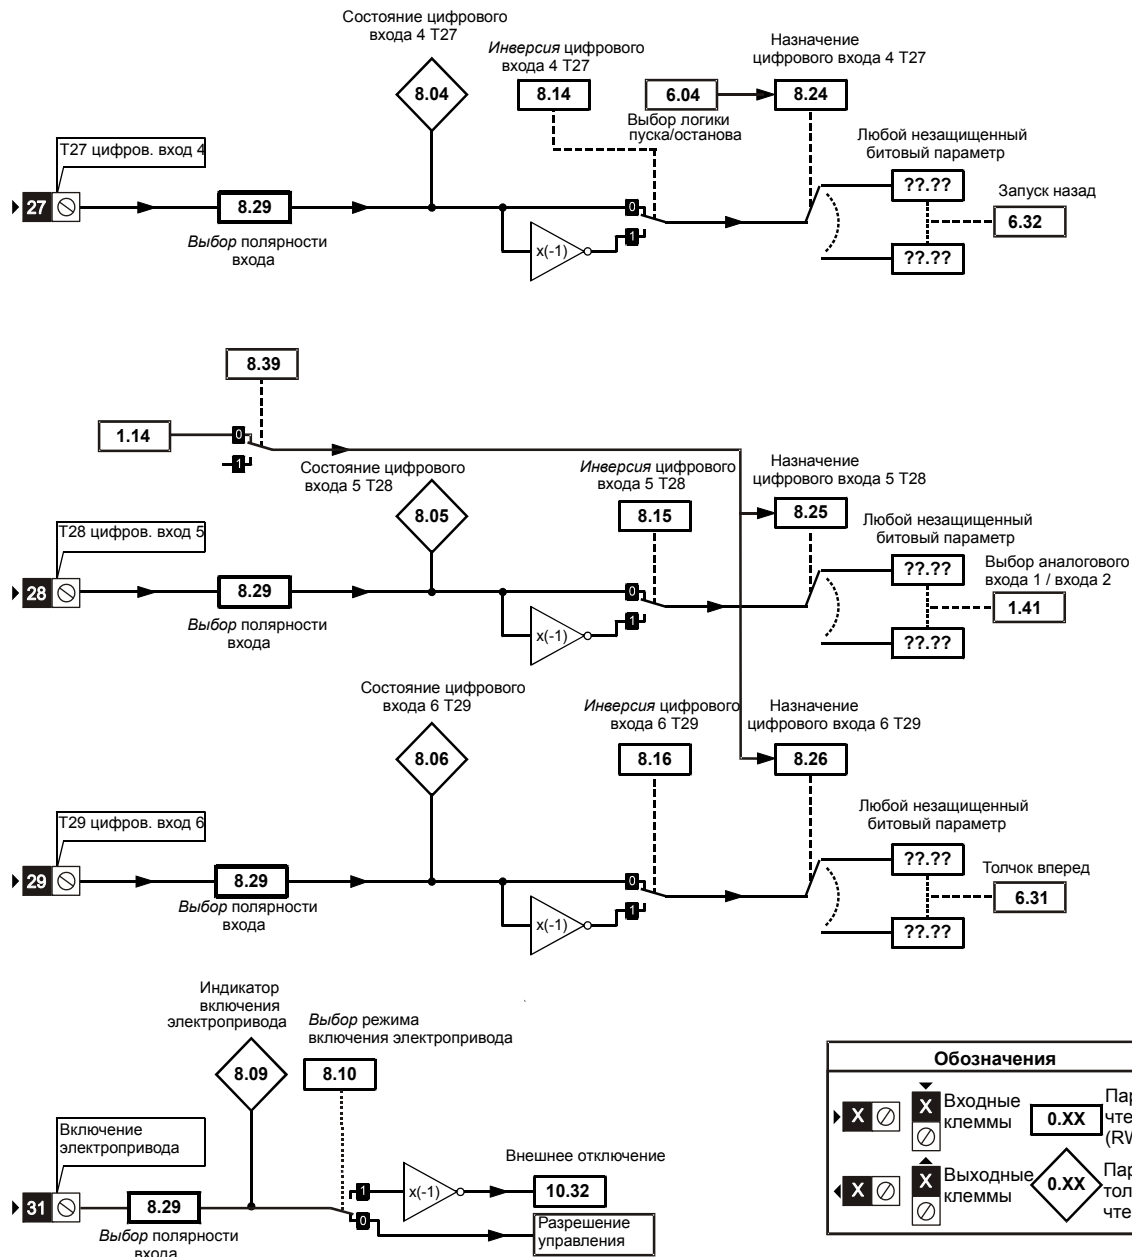 Состояние цифрового
входа 4 T27
8.04
Инверсия цифрового
входа 4 T27
8.14
6.04
Выбор логики
пуска/останова
Назначение
цифрового входа 4 T27
8.24
T27 цифров. вход 4
27
8.29
Выбор полярности
входа
0
1
x(-1)
Любой незащищенный
битовый параметр
??.??
??.??
Запуск назад
6.32
8.39
1.14
0
1
Состояние цифрового
входа 5 T28
8.05
Инверсия цифрового
входа 5 T28
8.15
Назначение
цифрового входа 5 T28
8.25
T28 цифров. вход 5
28
8.29
Выбор полярности
входа
0
1
x(-1)
Любой незащищенный
битовый параметр
??.??
??.??
Выбор аналогового
входа 1 / входа 2
1.41
Состояние цифрового
входа 6 T29
8.06
Инверсия цифрового
входа 6 T29
8.16
Назначение
цифрового входа 6 T29
8.26
T29 цифров. вход 6
29
8.29
Выбор полярности
входа
0
1
x(-1)
Любой незащищенный
битовый параметр
??.??
??.??
Толчок вперед
6.31
Индикатор
включения
электропривода
8.09
Выбор режима
включения электропривода
8.10
Включение
электропривода
31
8.29
Выбор полярности
входа
1
0
x(-1)
Внешнее отключение
10.32
Разрешение
управления
Обозначения
X
X
Входные
клеммы
0.XX
Пар
чте
(RW
X
X
Выходные
клеммы
0.XX
Пар
тол
чте